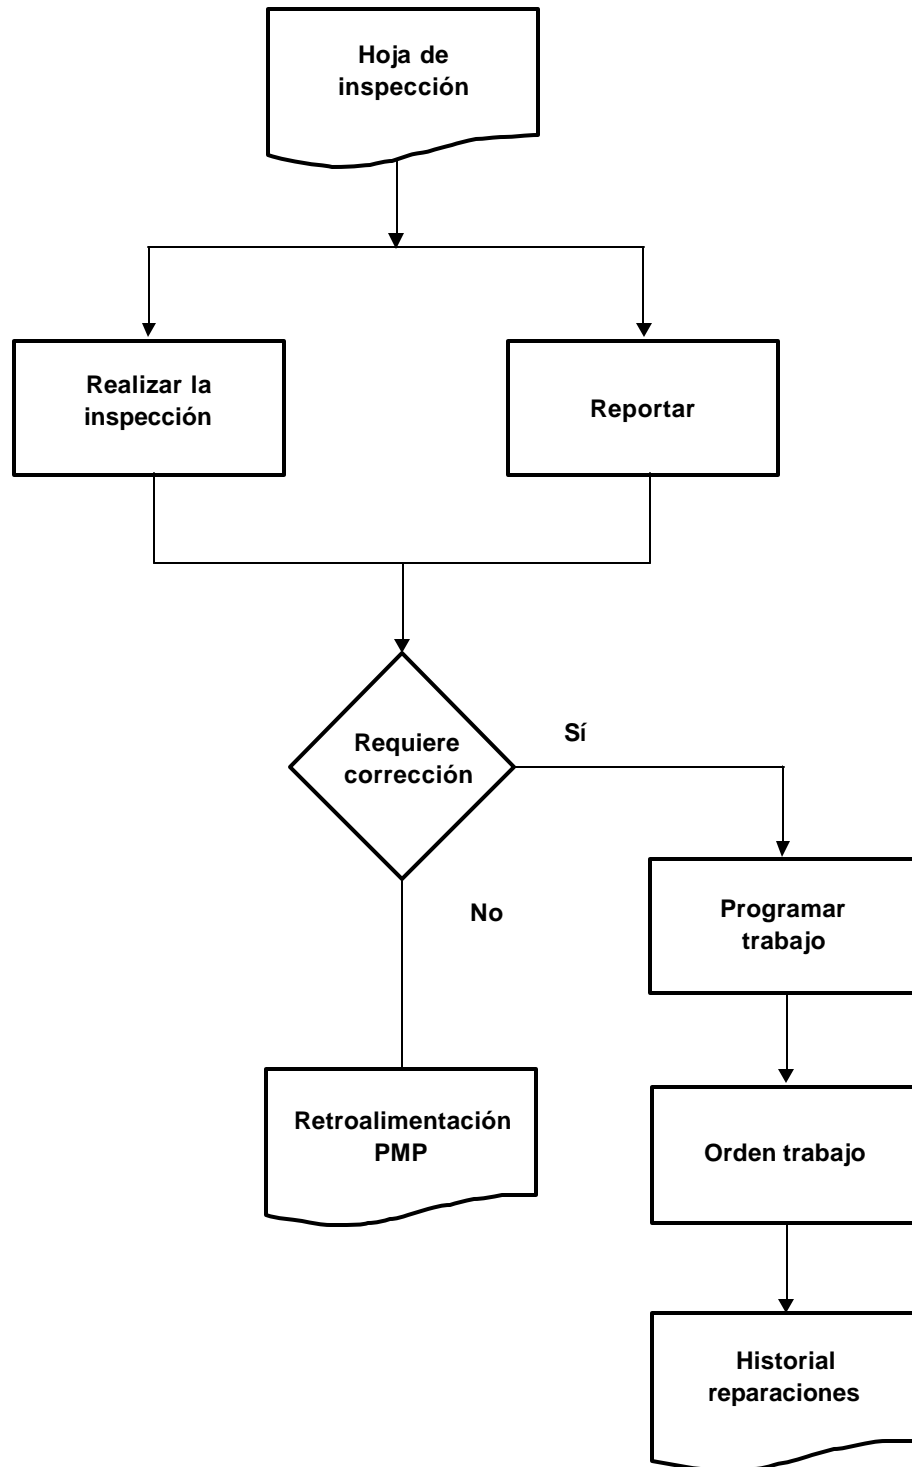 Hoja de
inspección
Realizar la
inspección
Reportar
Requiere
corrección
Sí
No
Programar
trabajo
Retroalimentación
PMP
Orden trabajo
Historial
reparaciones